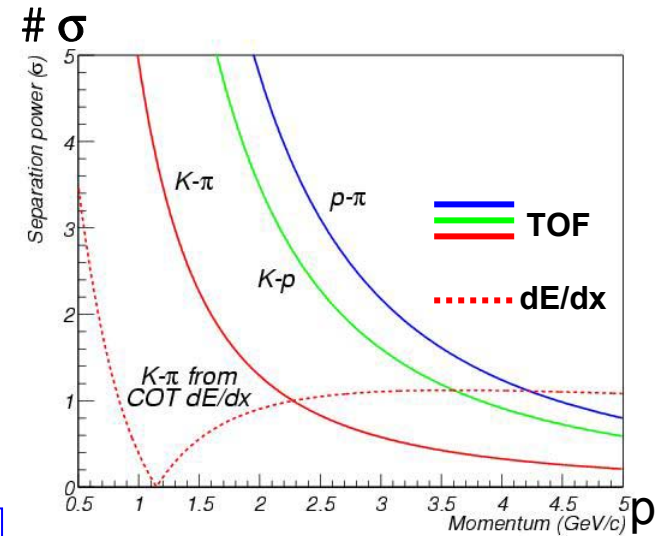 # σ
Separation power (σ)
5
4
3
2
1
0
K-π
p-π
K-p
TOF
dE/dx
K-π from
COT dE/dx
0.5 1 1.5 2 2.5 3 3.5 4 4.5 5
p
Momentum (GeV/c)